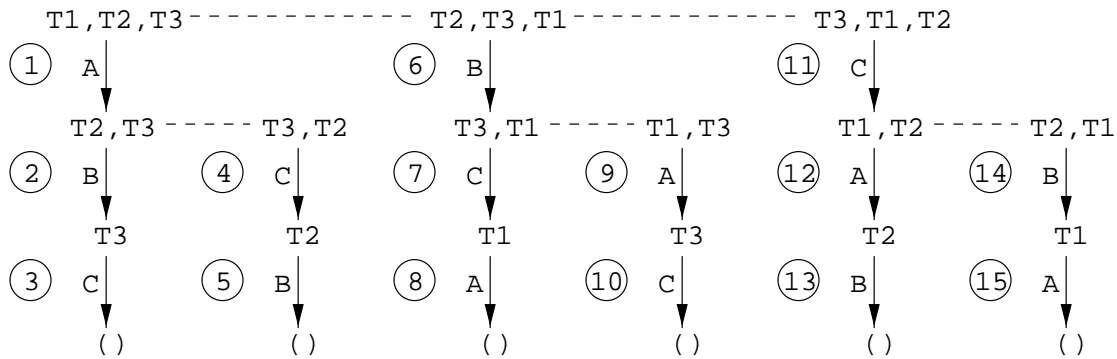 T1,T2,T3 T2,T3,T1 T3,T1,T2
1 A 6 B 11 C
T2,T3 T3,T2 T3,T1 T1,T3 T1,T2 T2,T1
2 B 4 C 7 C 9 A 12 A 14 B
T3 T2 T1 T3 T2 T1
3 C 5 B 8 A 10 C 13 B 15 A
() () () () () ()